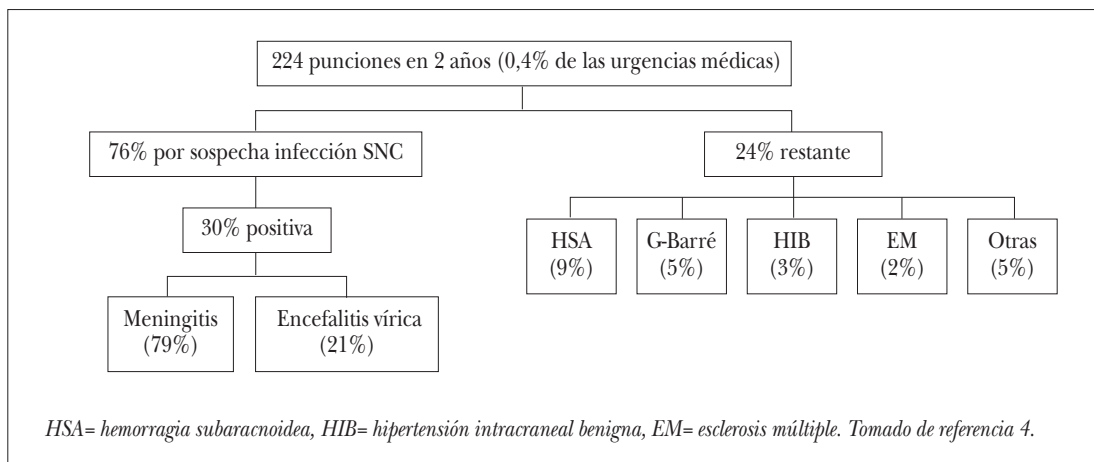 224 punciones en 2 años (0,4% de las urgencias médicas)
76% por sospecha infección SNC
24% restante
30% positiva
HSA
(9%)
G-Barré
(5%)
HIB
(3%)
EM
(2%)
Otras
(5%)
Meningitis
(79%)
Encefalitis vírica
(21%)
HSA= hemorragia subaracnoidea, HIB= hipertensión intracraneal benigna, EM= esclerosis múltiple. Tomado de referencia 4.